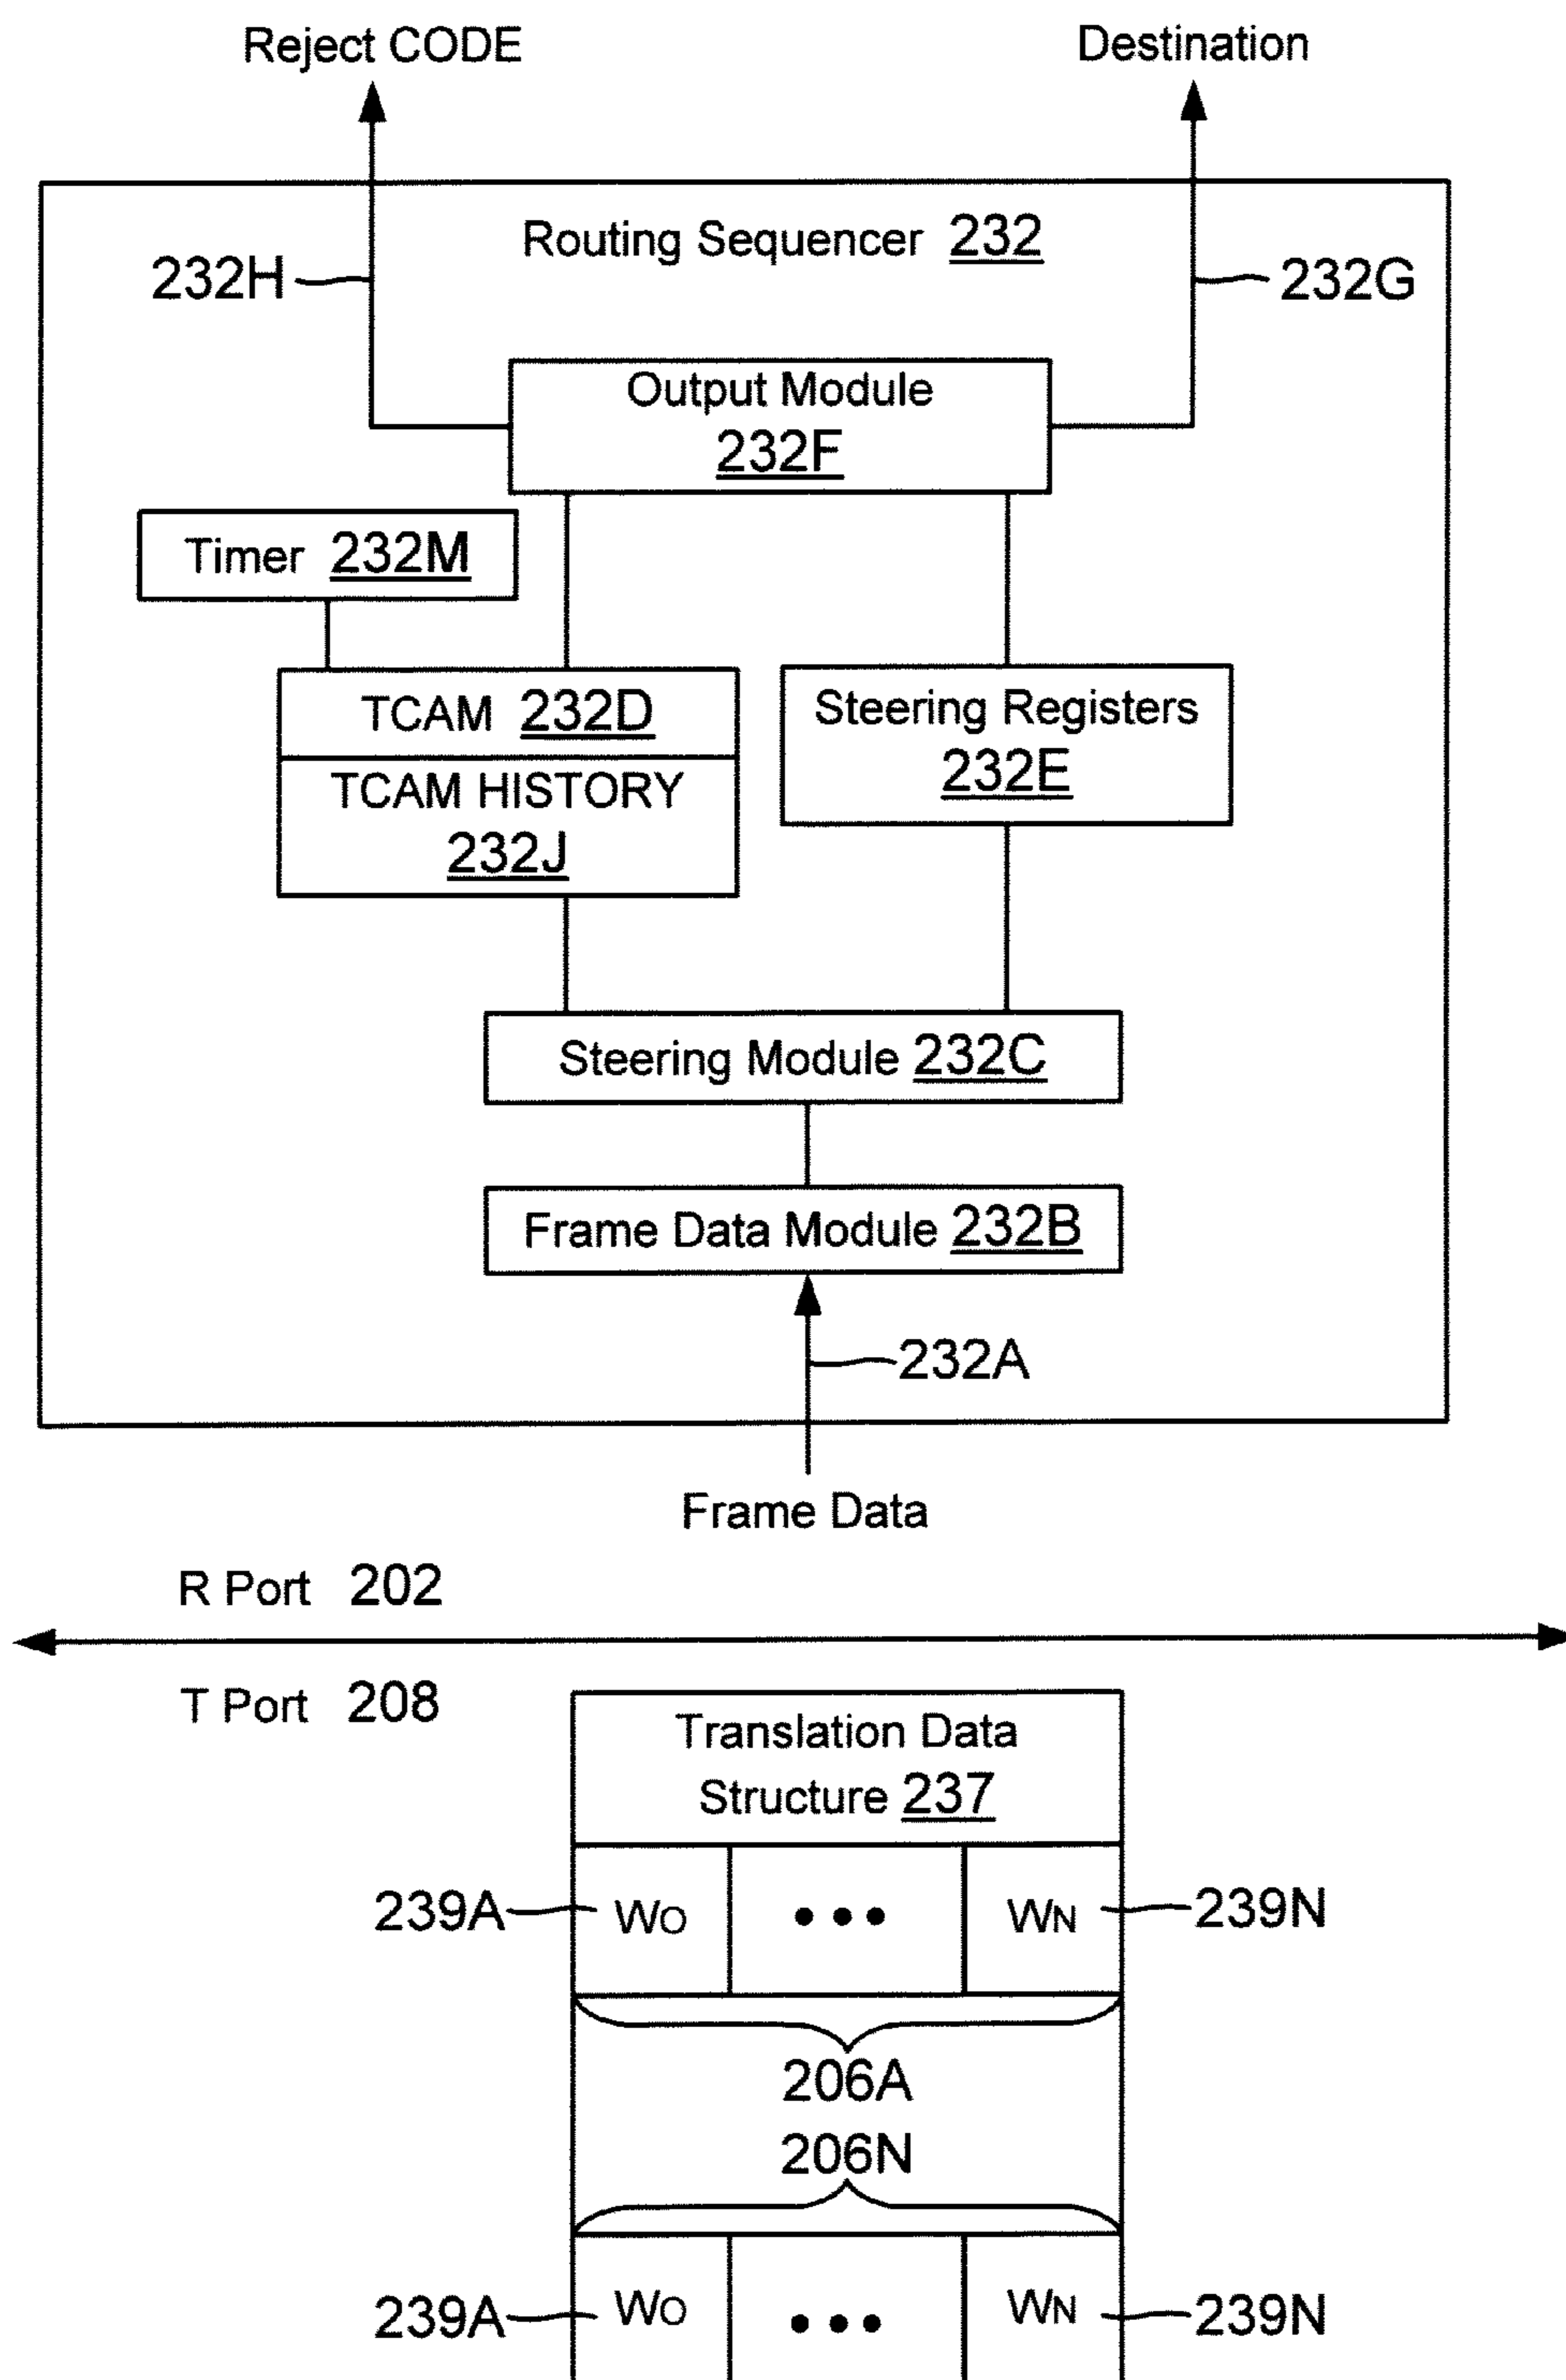 Reject CODE
Destination
Routing Sequencer 232
232H
232G
Output Module
232F
Timer 232M
TCAM 232D
TCAM HISTORY
232J
Steering Registers
232E
Steering Module 232C
Frame Data Module 232B
232A
Frame Data
R Port 202
T Port 208
Translation Data
Structure 237
239A
WO
•••
WN
239N
206A
206N
239A
WO
•••
WN
239N